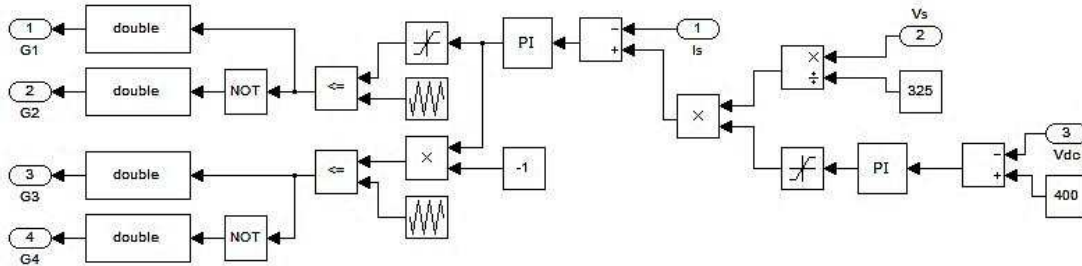 1
G1
double
2
G2
double
NOT
<=
PI
−
+
1
Is
Vs
2
×
÷
325
×
3
G3
double
4
G4
double
NOT
<=
×
-1
PI
−
+
3
Vdc
400